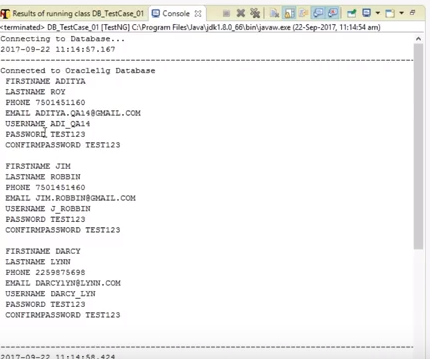 Results of running class DB_TestCase_01
Console
<terminated> DB_TestCase_01 [TestNG] C:\Program Files\Java\jdk1.8.0_66\bin\javaw.exe (22-Sep-2017, 11:14:54 am)
Connecting to Database...
2017-09-22 11:14:57.167
--------------------------------------------------------------------------------
Connected to Oracle11g Database
FIRSTNAME ADITYA
LASTNAME ROY
PHONE 7501451160
EMAIL ADITYA.QA14@GMAIL.COM
USERNAME ADI_QA14
PASSWORD TEST123
CONFIRMPASSWORD TEST123
FIRSTNAME JIM
LASTNAME ROBBIN
PHONE 7501451460
EMAIL JIM.ROBBIN@GMAIL.COM
USERNAME J_ROBBIN
PASSWORD TEST123
CONFIRMPASSWORD TEST123
FIRSTNAME DARCY
LASTNAME LYNN
PHONE 2259875698
EMAIL DARCYLYN@LYNN.COM
USERNAME DARCY_LYN
PASSWORD TEST123
CONFIRMPASSWORD TEST123
--------------------------------------------------------------------------------
2017-09-22 11:14:58.424